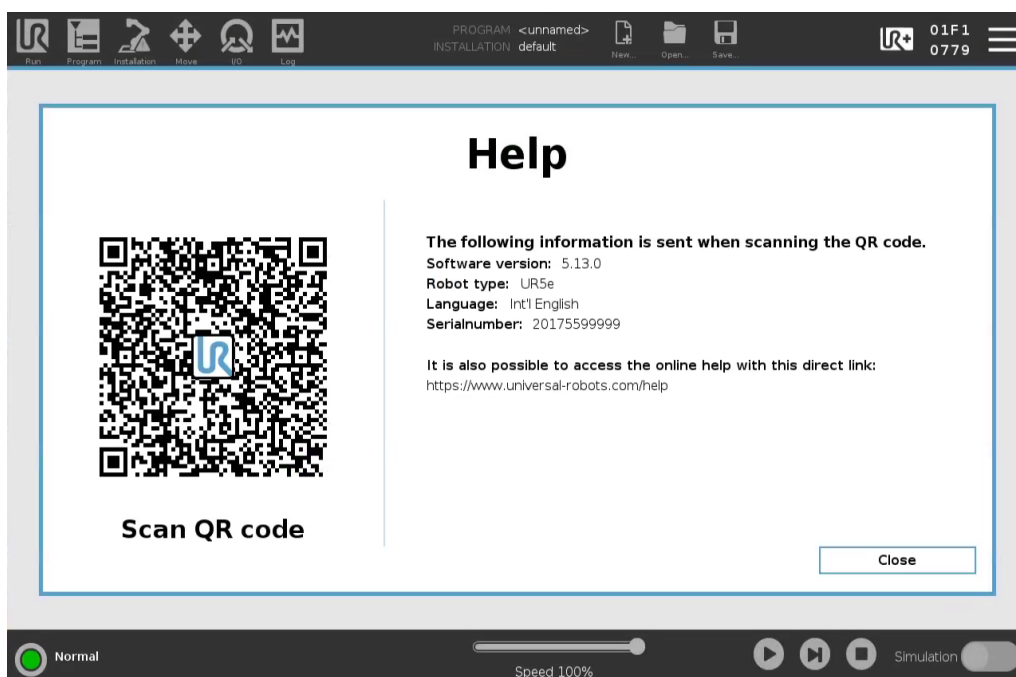 PROGRAM <unnamed>
INSTALLATION default
UR+
01F1
0779
Run Program Installation Move I/O Log New... Open... Save...
Help
The following information is sent when scanning the QR code.
Software version: 5.13.0
Robot type: UR5e
Language: Int'l English
Serialnumber: 20175599999
It is also possible to access the online help with this direct link:
https://www.universal-robots.com/help
Scan QR code
Close
Normal
Speed 100%
Simulation